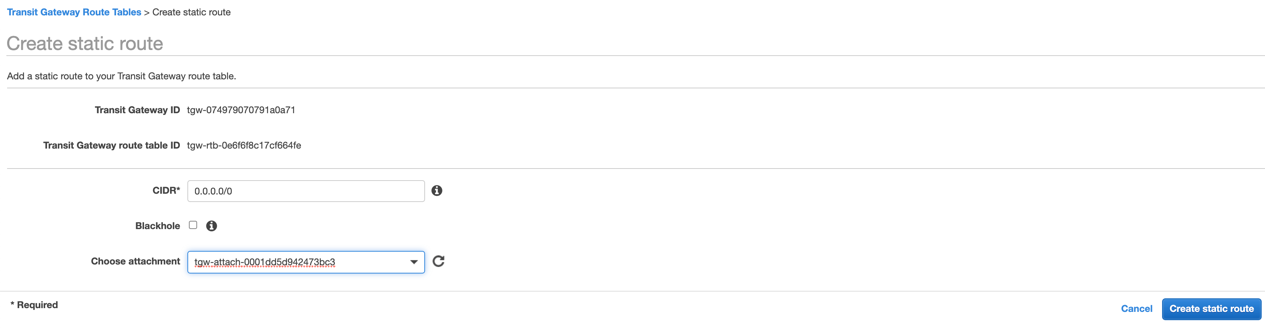 Transit Gateway Route Tables > Create static route
Create static route
Add a static route to your Transit Gateway route table.
Transit Gateway ID tgw-074979070791a0a71
Transit Gateway route table ID tgw-rtb-0e6f6f8c17cf664fe
CIDR* 0.0.0.0/0
Blackhole
Choose attachment tgw-attach-0001dd5d942473bc3
* Required
Cancel Create static route